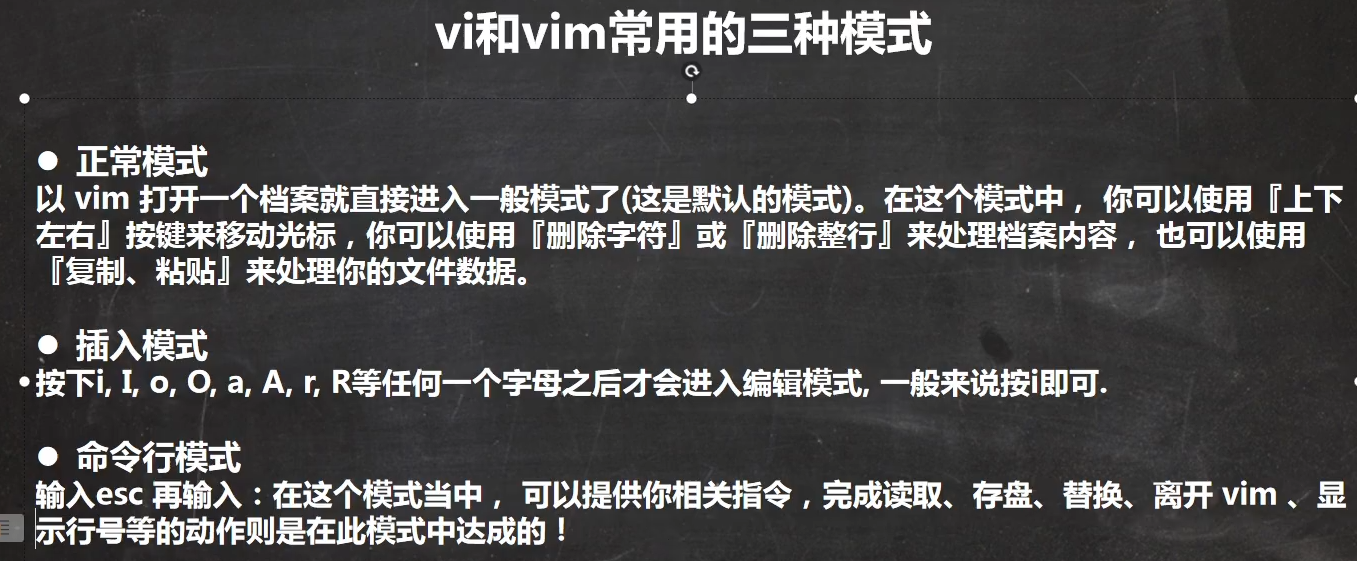 vi和vim常用的三种模式
● 正常模式
以 vim 打开一个档案就直接进入一般模式了(这是默认的模式)。在这个模式中， 你可以使用『上下
左右』按键来移动光标，你可以使用『删除字符』或『删除整行』来处理档案内容， 也可以使用
『复制、粘贴』来处理你的文件数据。
● 插入模式
按下i, I, o, O, a, A, r, R等任何一个字母之后才会进入编辑模式, 一般来说按i即可.
● 命令行模式
输入esc 再输入：在这个模式当中， 可以提供你相关指令，完成读取、存盘、替换、离开 vim 、显
示行号等的动作则是在此模式中达成的！